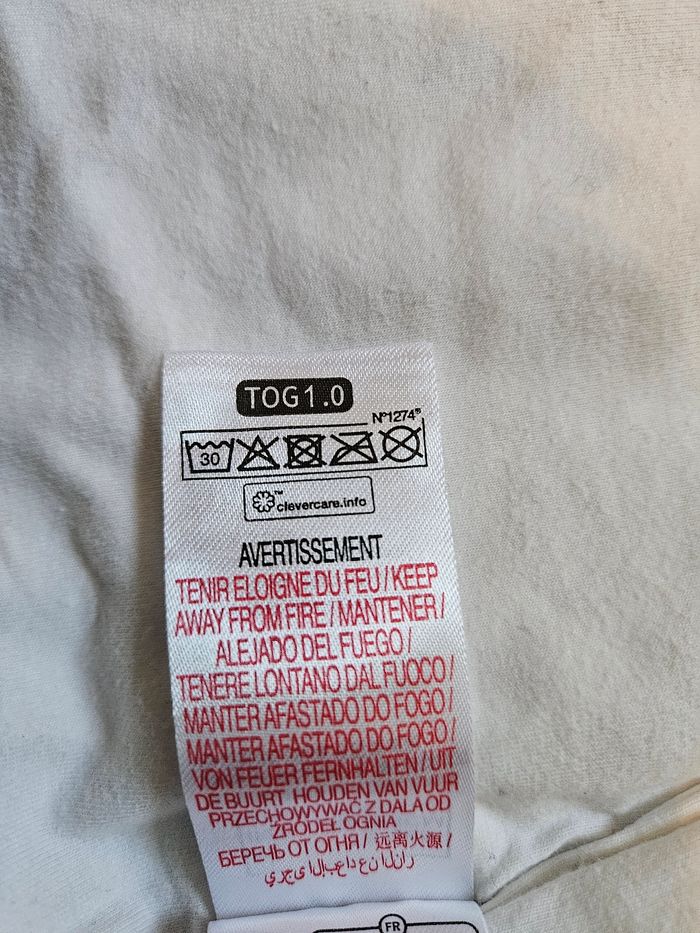 TOG1.0
N°1274®
30
™
clevercare.info
AVERTISSEMENT
TENIR ELOIGNE DU FEU / KEEP
AWAY FROM FIRE / MANTENER /
ALEJADO DEL FUEGO /
TENERE LONTANO DAL FUOCO /
MANTER AFASTADO DO FOGO /
MANTER AFASTADO DO FOGO /
VON FEUER FERNHALTEN / UIT
DE BUURT HOUDEN VAN VUUR
PRZECHOWYWAĆ Z DALA OD
ŹRÓDEŁ OGNIA
БЕРЕЧЬ ОТ ОГНЯ / 远离火源 /
FR